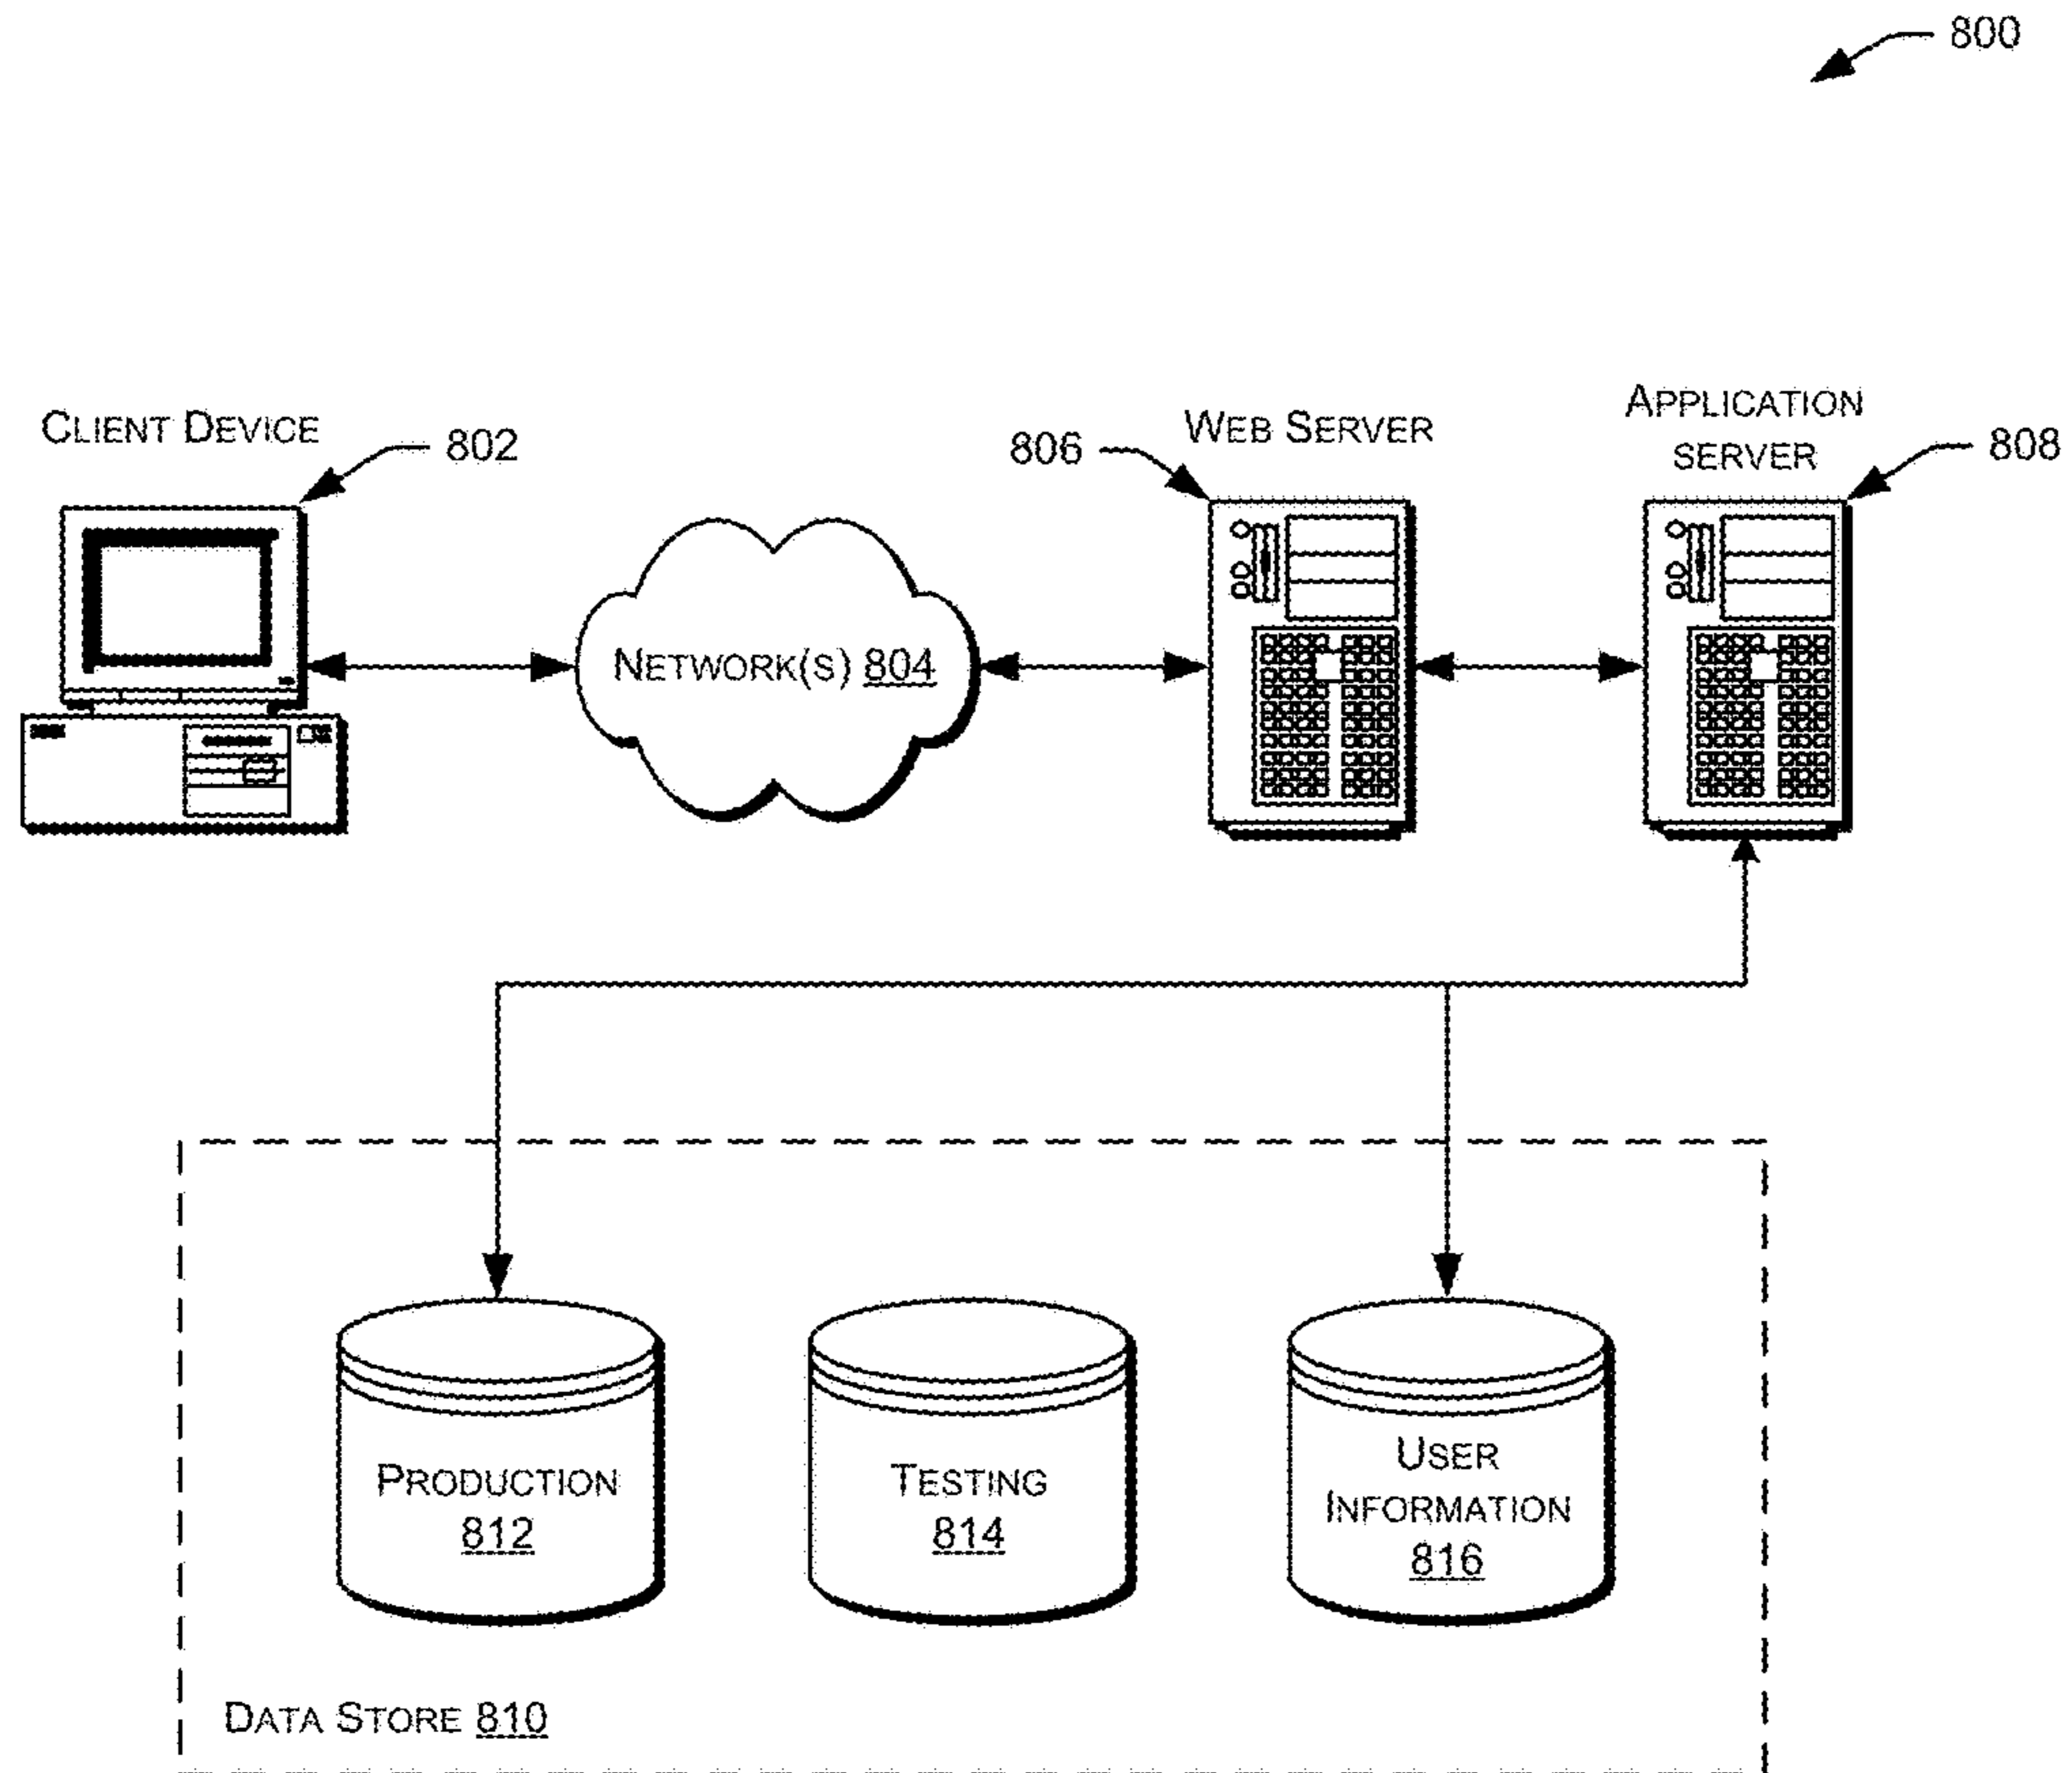 800
CLIENT DEVICE
802
806
WEB SERVER
APPLICATION
SERVER
808
NETWORK(S) 804
PRODUCTION
812
TESTING
814
USER
INFORMATION
816
DATA STORE 810